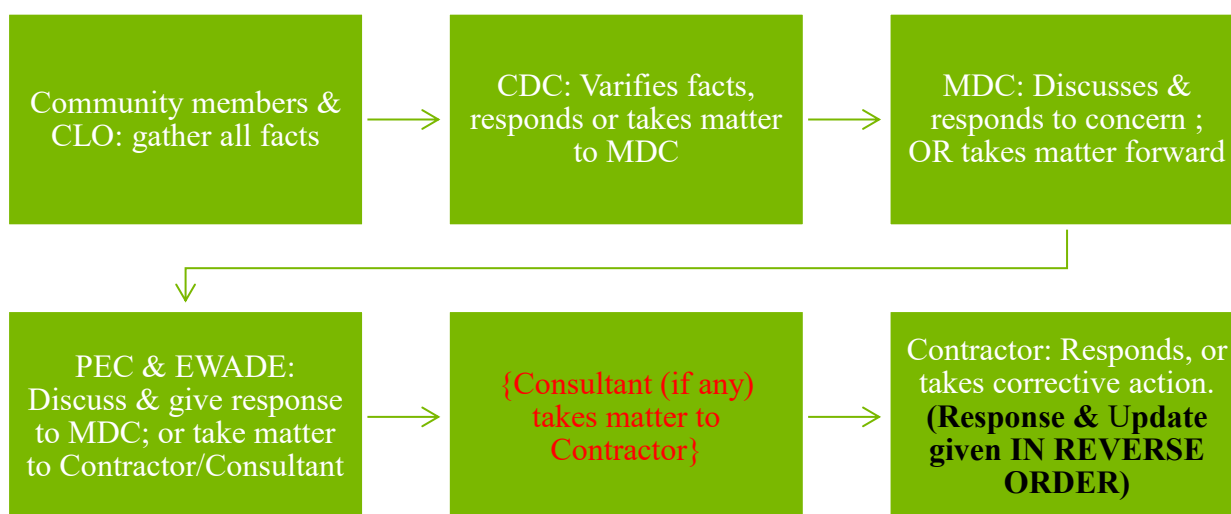 Community members &
CLO: gather all facts
CDC: Varifies facts,
responds or takes matter
to MDC
MDC: Discusses &
responds to concern ;
OR takes matter forward
PEC & EWADE:
Discuss & give response
to MDC; or take matter
to Contractor/Consultant
{Consultant (if any)
takes matter to
Contractor}
Contractor: Responds, or
takes corrective action.
(Response & Update
given IN REVERSE
ORDER)